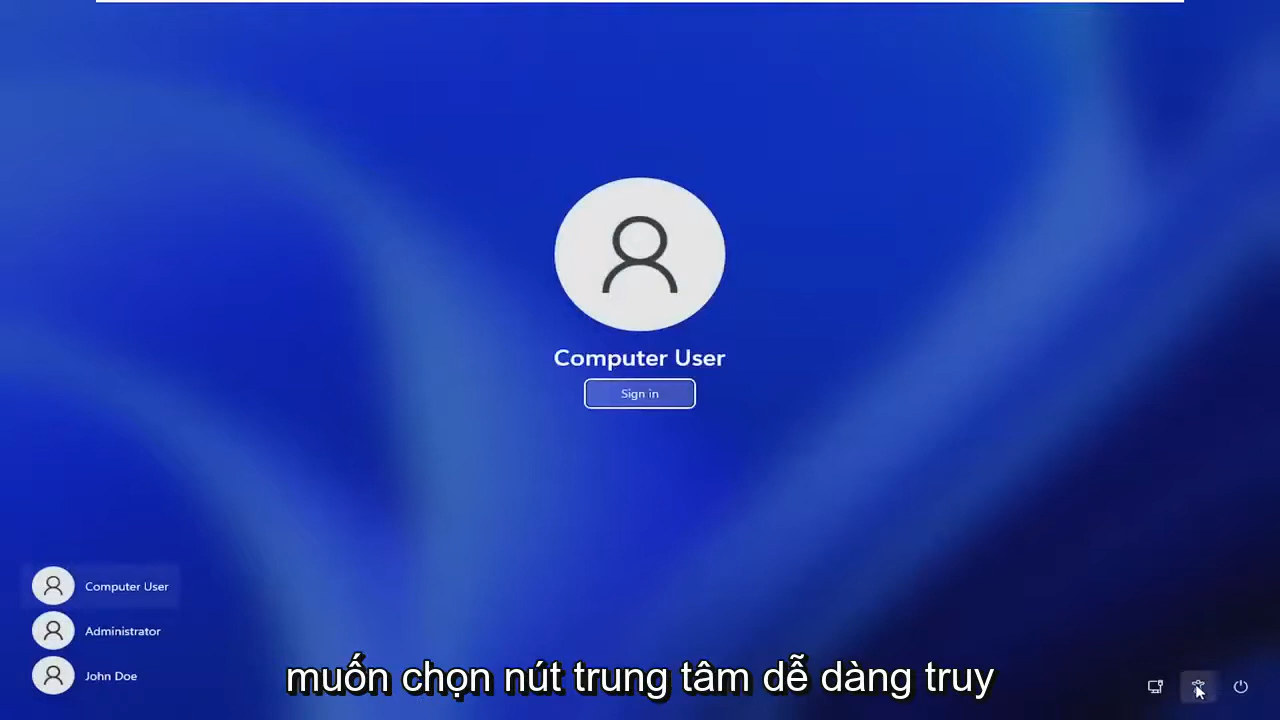 Computer User
Sign in
Computer User
Administrator
John Doe
muốn chọn nút trung tâm dễ dàng truy